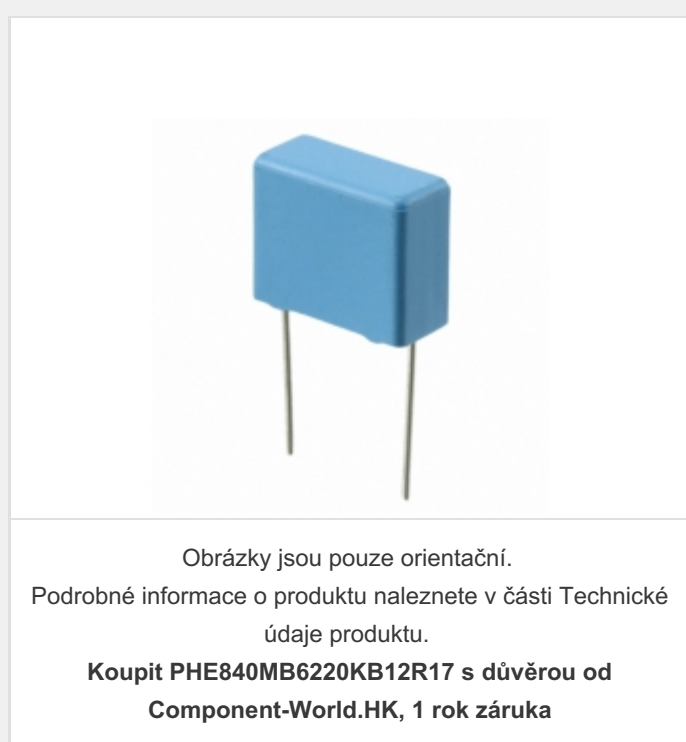 Obrázky jsou pouze orientační.
Podrobné informace o produktu naleznete v části Technické
údaje produktu.
Koupit PHE840MB6220KB12R17 s důvěrou od
Component-World.HK, 1 rok záruka